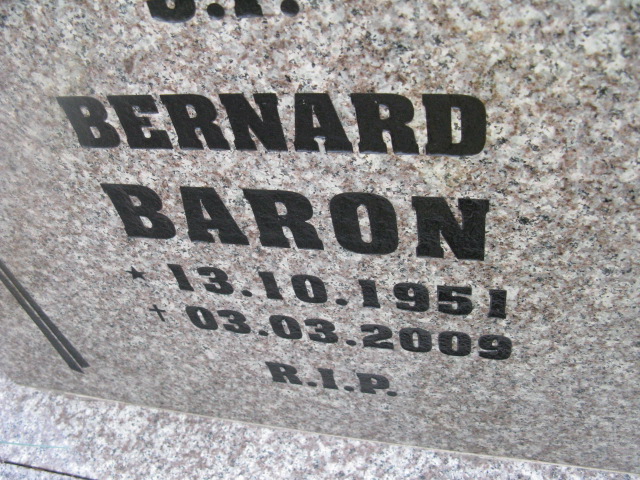 BERNARD
BARON
★ 13.10.1951
✝ 03.03.2009
R.I.P.